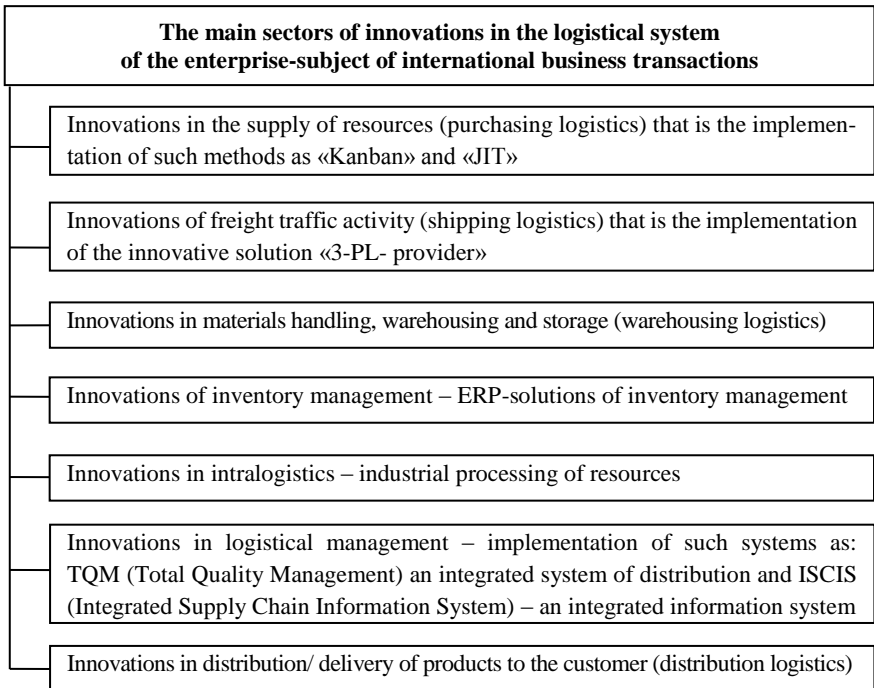 The main sectors of innovations in the logistical system
of the enterprise-subject of international business transactions
Innovations in the supply of resources (purchasing logistics) that is the implemen-
tation of such methods as «Kanban» and «JIT»
Innovations of freight traffic activity (shipping logistics) that is the implementation
of the innovative solution «3-PL- provider»
Innovations in materials handling, warehousing and storage (warehousing logistics)
Innovations of inventory management – ERP-solutions of inventory management
Innovations in intralogistics – industrial processing of resources
Innovations in logistical management – implementation of such systems as:
TQM (Total Quality Management) an integrated system of distribution and ISCIS
(Integrated Supply Chain Information System) – an integrated information system
Innovations in distribution/ delivery of products to the customer (distribution logistics)